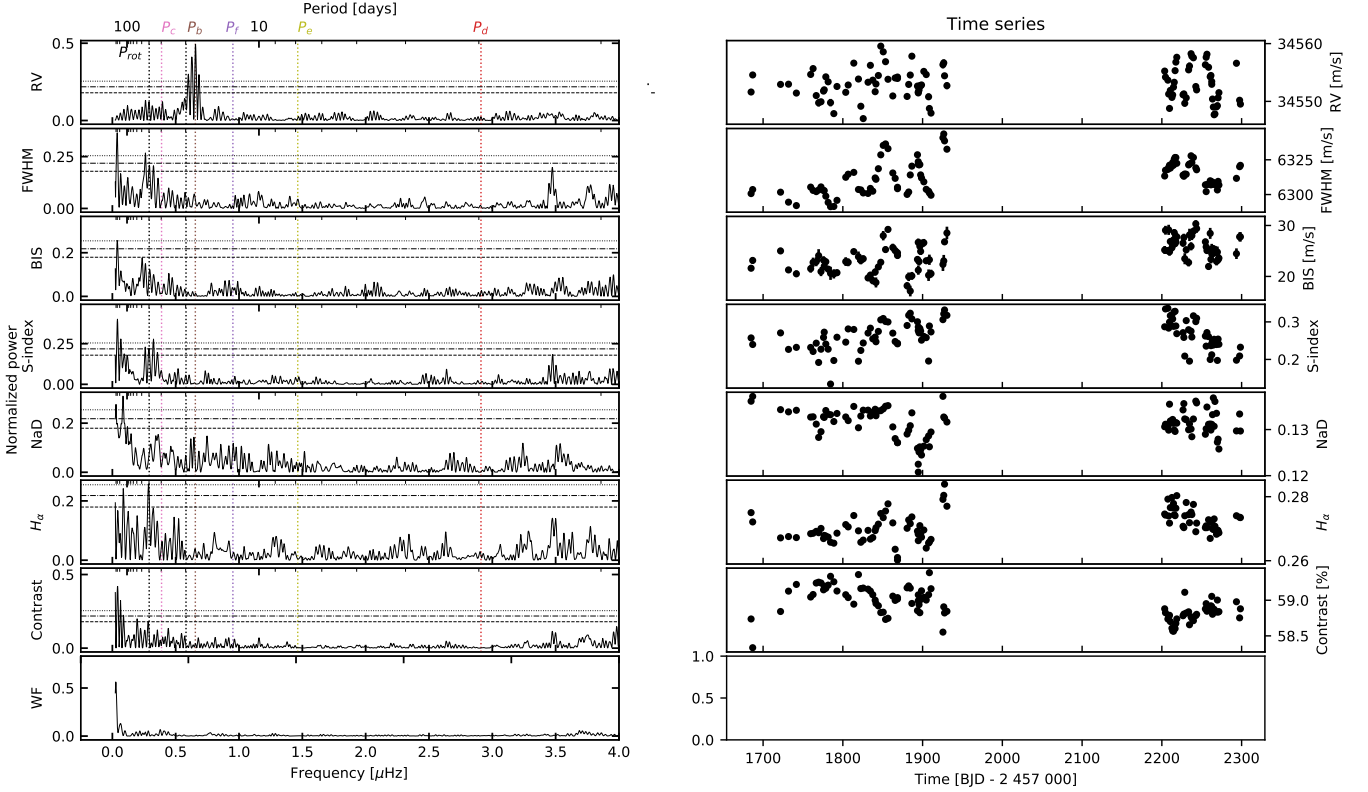 Period [days]
100 P_c P_b P_f 10 P_e P_d
P_rot
Time series
0.5
0.0
RV
34560
34550
RV [m/s]
0.25
0.00
FWHM
6325
6300
FWHM [m/s]
0.2
0.0
BIS
30
20
BIS [m/s]
0.25
0.00
S-index
0.3
0.2
S-index
Normalized power
0.2
0.0
NaD
0.13
0.12
NaD
0.2
0.0
H_α
0.28
0.26
H_α
0.5
0.0
Contrast
59.0
58.5
Contrast [%]
0.5
0.0
WF
1.0
0.5
0.0
0.0 0.5 1.0 1.5 2.0 2.5 3.0 3.5 4.0
Frequency [μHz]
1700 1800 1900 2000 2100 2200 2300
Time [BJD - 2 457 000]